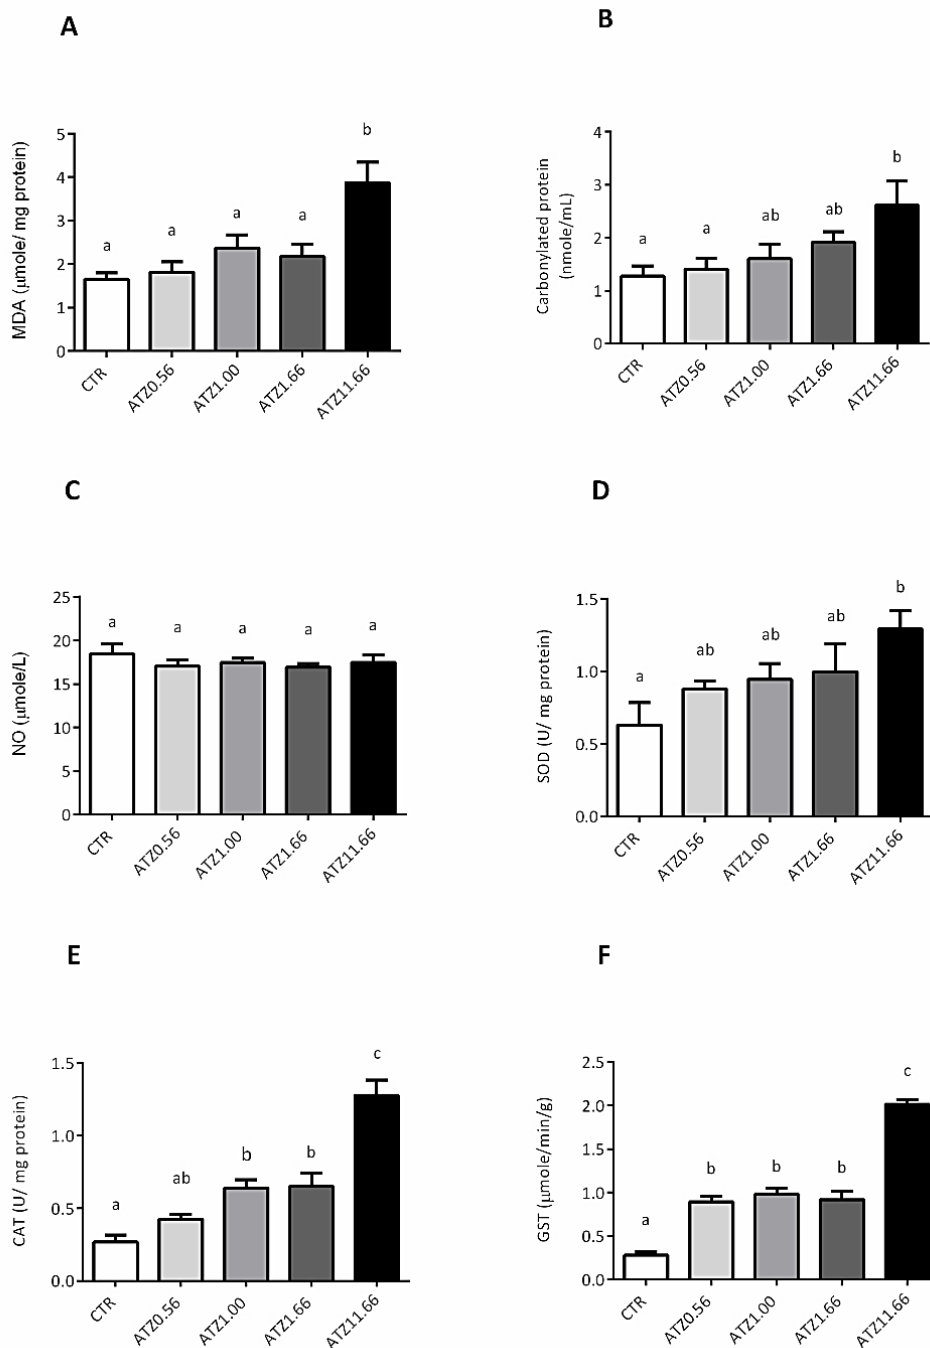 A
MDA (μmole/ mg protein)
5
4
3
2
1
0
a
a
a
a
b
CTR
ATZ0.56
ATZ1.00
ATZ1.66
ATZ11.66
B
Carbonylated protein
(nmole/mL)
4
3
2
1
0
a
a
ab
ab
b
CTR
ATZ0.56
ATZ1.00
ATZ1.66
ATZ11.66
C
NO (μmole/L)
25
20
15
10
5
0
a
a
a
a
a
CTR
ATZ0.56
ATZ1.00
ATZ1.66
ATZ11.66
D
SOD (U/ mg protein)
1.5
1.0
0.5
0.0
a
ab
ab
ab
b
CTR
ATZ0.56
ATZ1.00
ATZ1.66
ATZ11.66
E
CAT (U/ mg protein)
1.5
1.0
0.5
0.0
a
ab
b
b
c
CTR
ATZ0.56
ATZ1.00
ATZ1.66
ATZ11.66
F
GST (μmole/min/g)
2.5
2.0
1.5
1.0
0.5
0.0
a
b
b
b
c
CTR
ATZ0.56
ATZ1.00
ATZ1.66
ATZ11.66